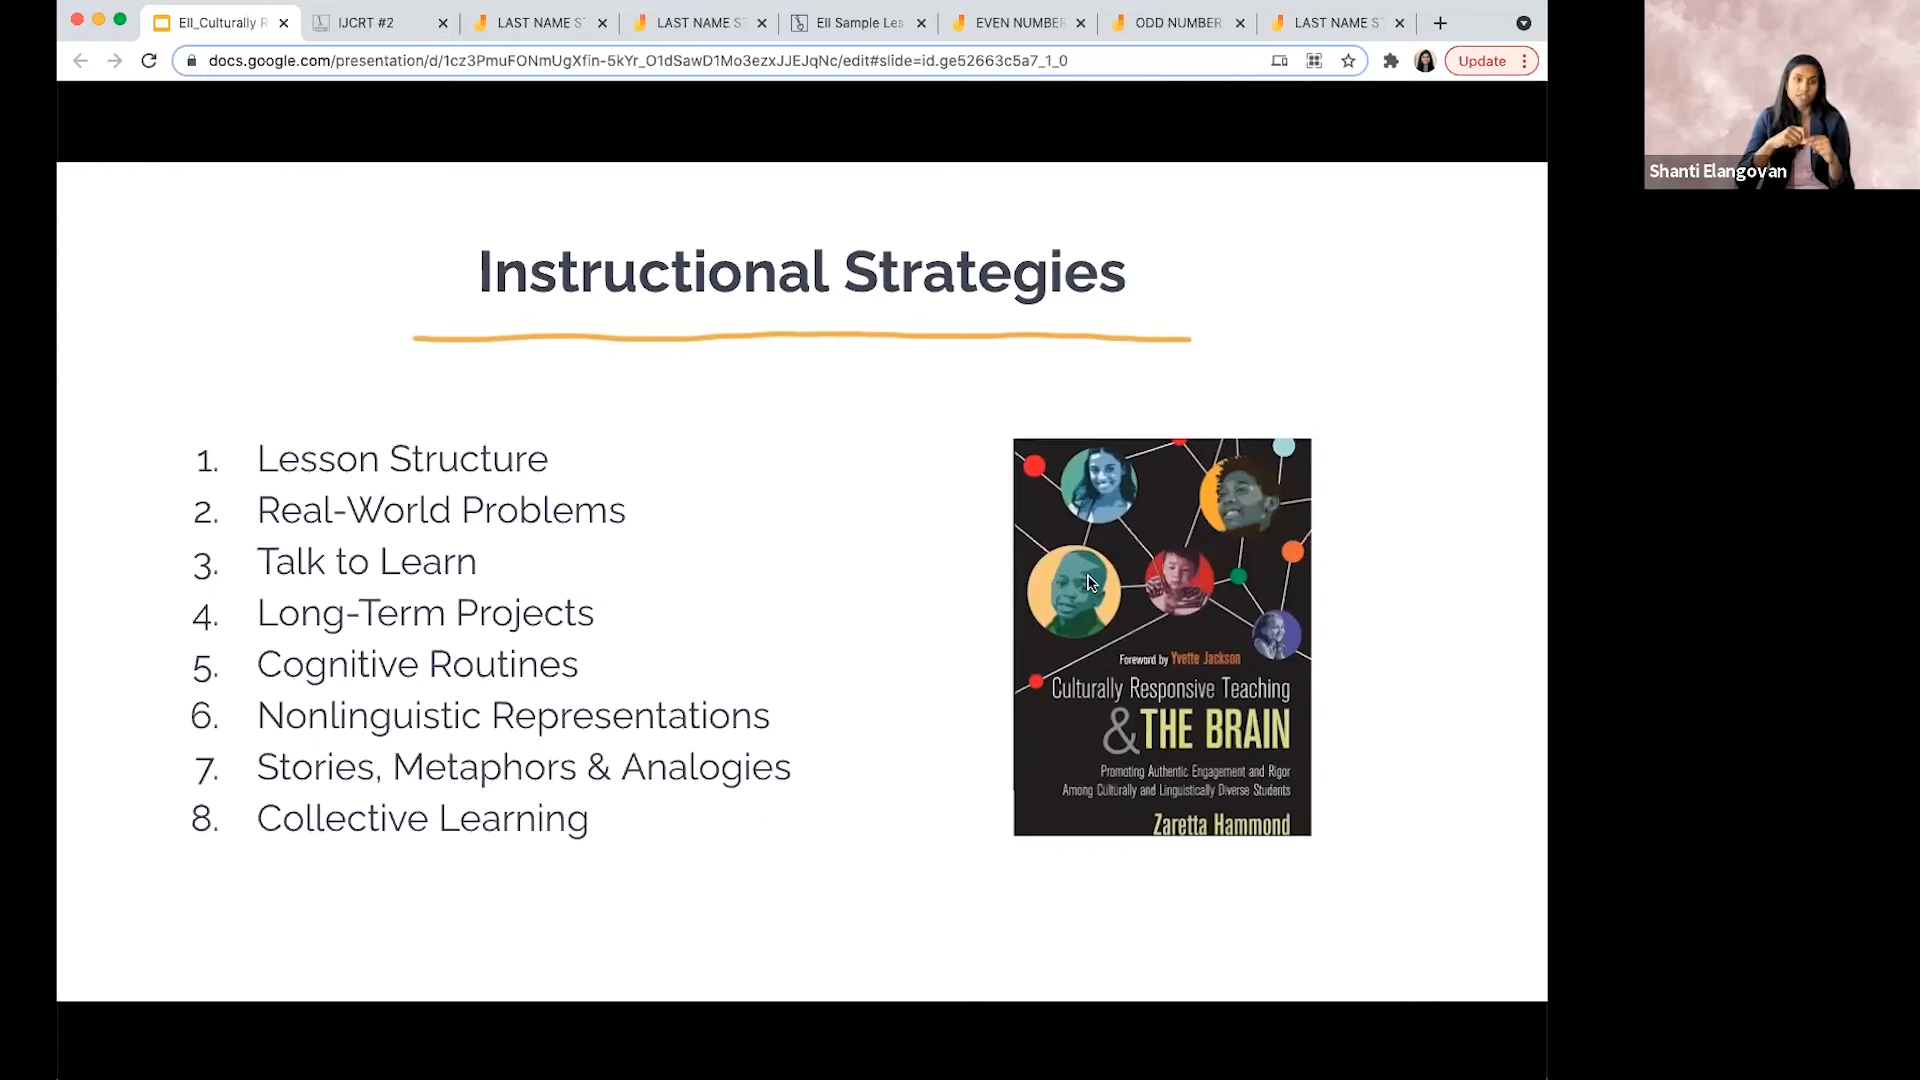 EII_Culturally R
IJCRT #2
LAST NAME S
LAST NAME S
EII Sample Les
EVEN NUMBER
ODD NUMBER
LAST NAME S
docs.google.com/presentation/d/1cz3PmuFONmUgXfin-5kYr_O1dSawD1Mo3ezxJJEJqNc/edit#slide=id.ge52663c5a7_1_0
Update
Shanti Elangovan
Instructional Strategies
1. Lesson Structure
2. Real-World Problems
3. Talk to Learn
4. Long-Term Projects
5. Cognitive Routines
6. Nonlinguistic Representations
7. Stories, Metaphors & Analogies
8. Collective Learning
Foreword by Yvette Jackson
Culturally Responsive Teaching
& THE BRAIN
Promoting Authentic Engagement and Rigor
Among Culturally and Linguistically Diverse Students
Zaretta Hammond